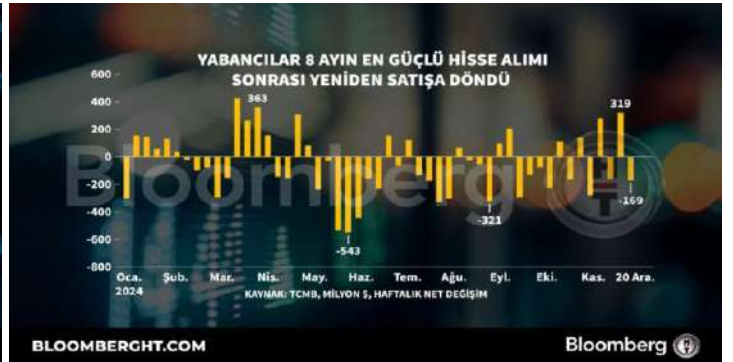 YABANCILAR 8 AYIN EN GÜÇLÜ HİSSE ALIMI
SONRASI YENİDEN SATIŞA DÖNDÜ
600
400
200
0
-200
-400
-600
-800
363
319
-169
-321
-543
Bloomberg HT
Oca. Şub. Mar. Nis. May. Haz. Tem. Ağu. Eyl. Eki. Kas. 20 Ara.
2024
KAYNAK: TCMB, MİLYON $, HAFTALIK NET DEĞİŞİM
BLOOMBERGHT.COM
Bloomberg HT